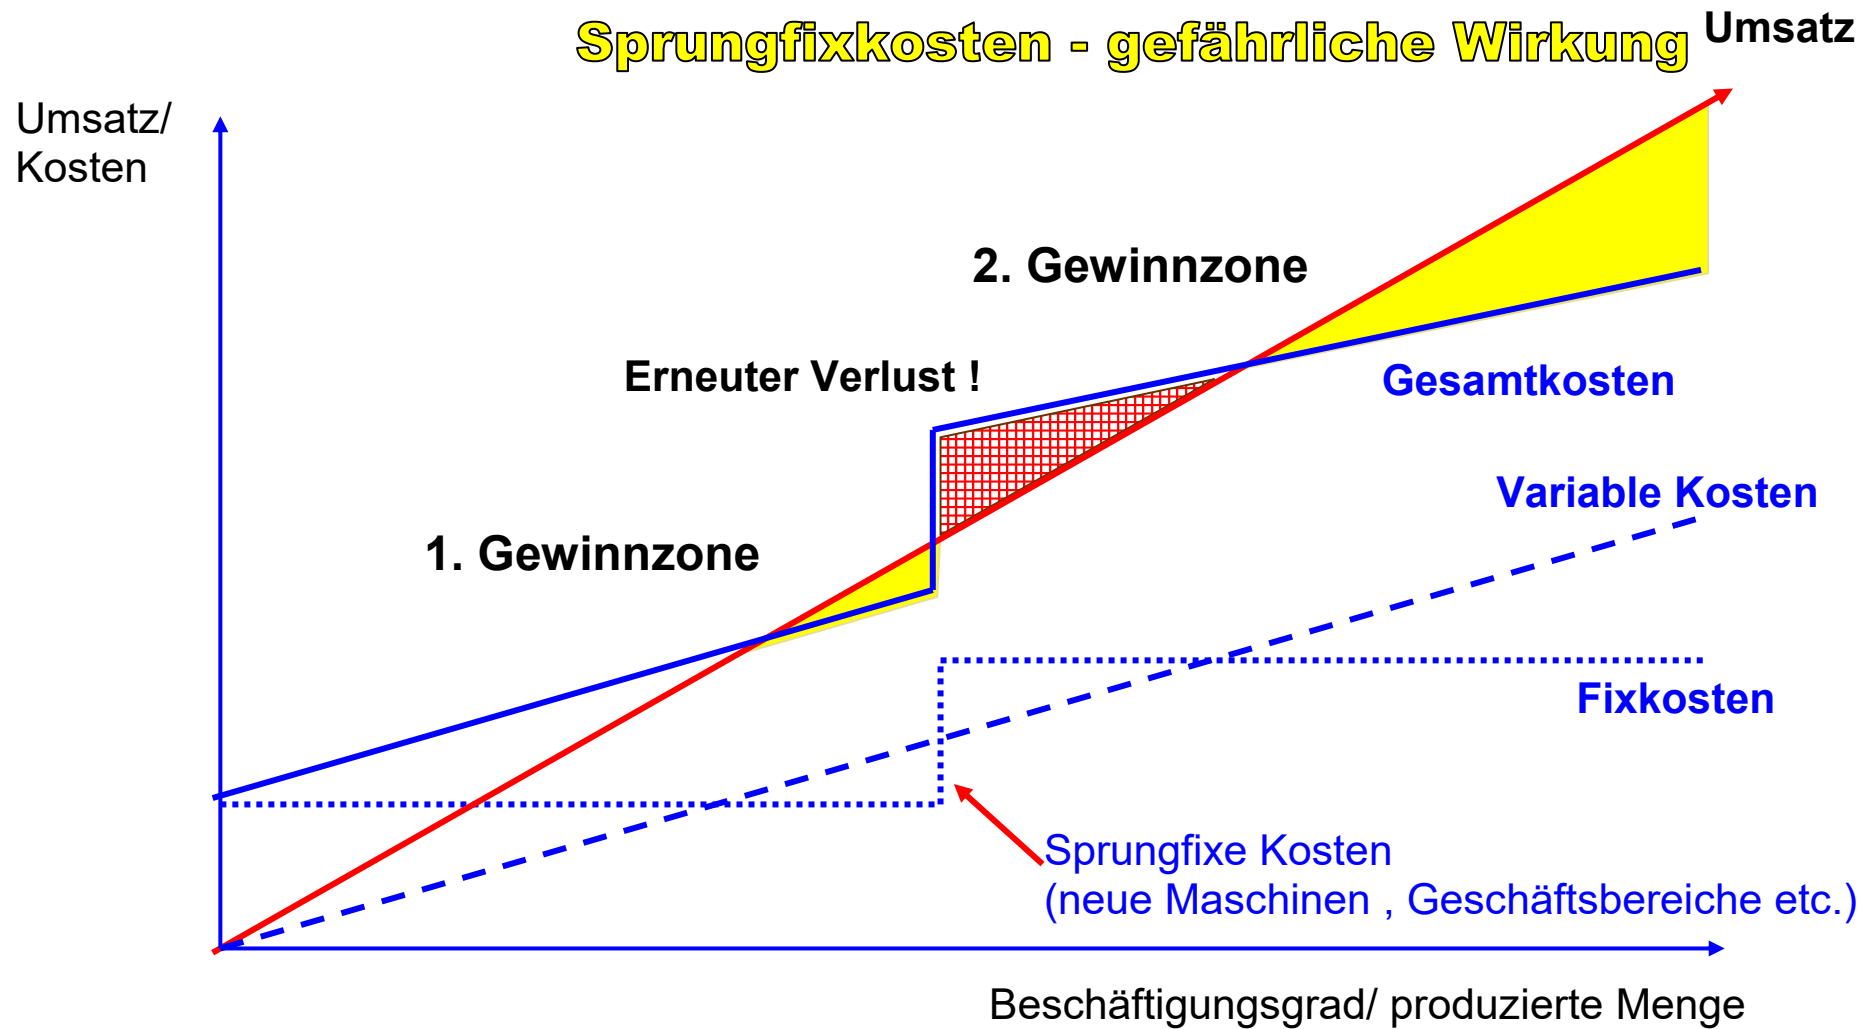 Sprungfixkosten - gefährliche Wirkung
Umsatz
Umsatz/
Kosten
2. Gewinnzone
Erneuter Verlust !
Gesamtkosten
Variable Kosten
1. Gewinnzone
Fixkosten
Sprungfixe Kosten
(neue Maschinen , Geschäftsbereiche etc.)
Beschäftigungsgrad/ produzierte Menge